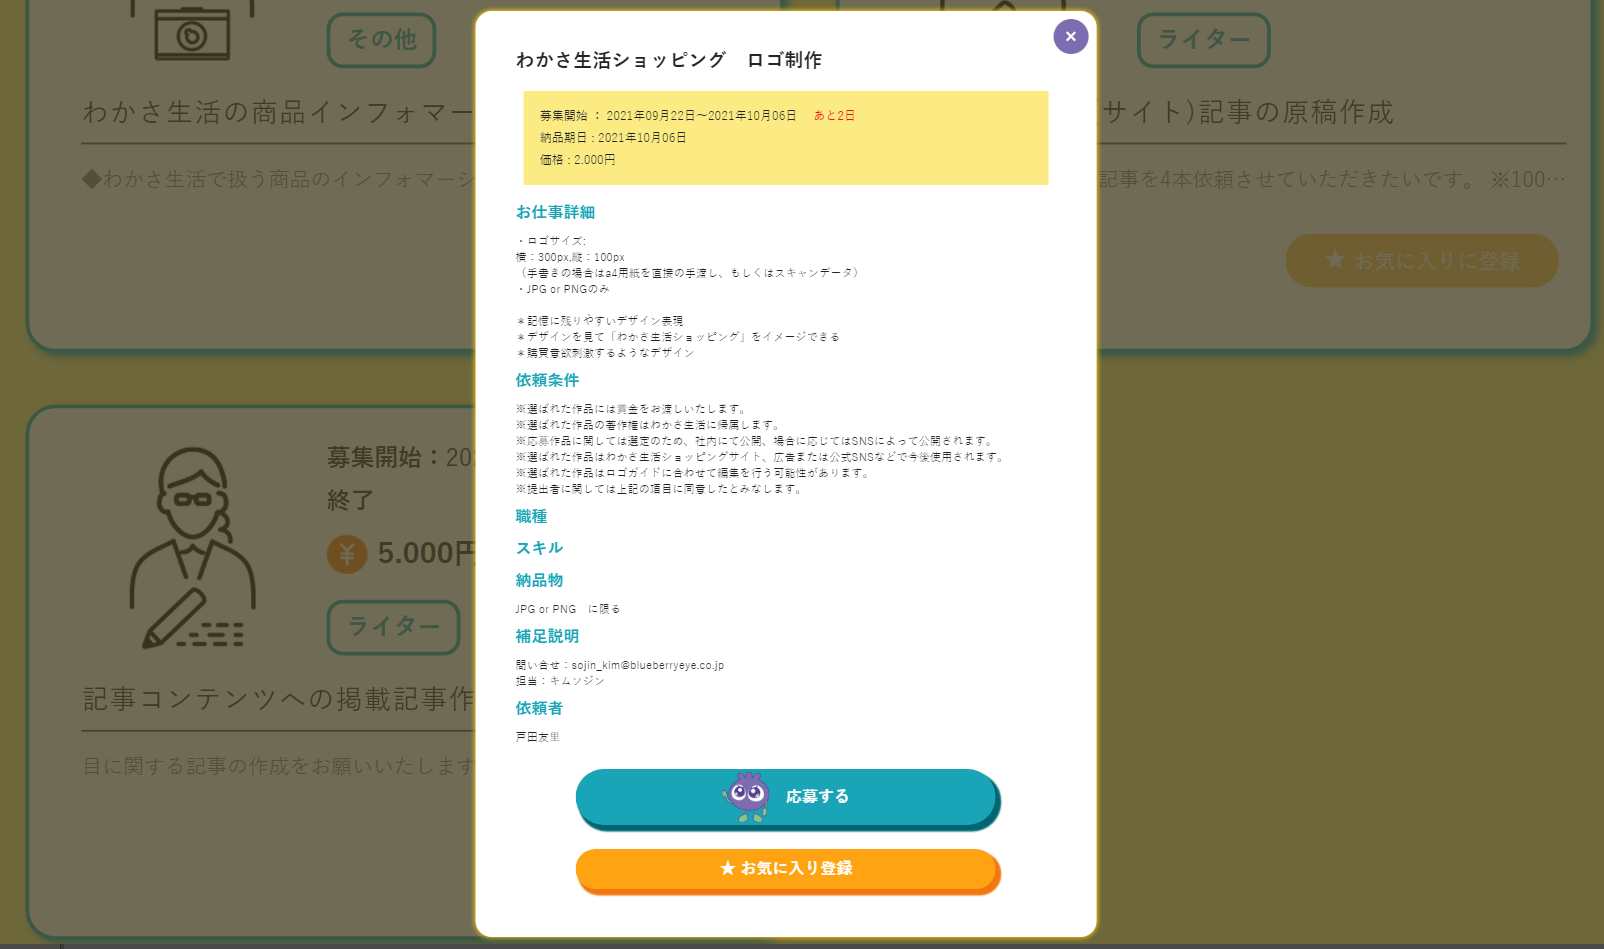 その他
わかさ生活の商品インフォマー
◆わかさ生活で扱う商品のインフォマーシ
ライター
サイト)記事の原稿作成
記事を4本依頼させていただきたいです。 ※100…
★ お気に入りに登録
募集開始：20
終了
¥ 5.000円
ライター
記事コンテンツへの掲載記事作
目に関する記事の作成をお願いいたします
×
わかさ生活ショッピング　ロゴ制作
募集開始 ： 2021年09月22日〜2021年10月06日　あと2日
納品期日 : 2021年10月06日
価格 : 2,000円
お仕事詳細
・ロゴサイズ:
横：300px,縦：100px
（手書きの場合はa4用紙を直接の手渡し、もしくはスキャンデータ）
・JPG or PNGのみ
＊記憶に残りやすいデザイン表現
＊デザインを見て「わかさ生活ショッピング」をイメージできる
＊購買意欲刺激するようなデザイン
依頼条件
※選ばれた作品には賞金をお渡しいたします。
※選ばれた作品の著作権はわかさ生活に帰属します。
※応募作品に関しては選定のため、社内にて公開、場合に応じてはSNSによって公開されます。
※選ばれた作品はわかさ生活ショッピングサイト、広告または公式SNSなどで今後使用されます。
※選ばれた作品はロゴガイドに合わせて編集を行う可能性があります。
※提出者に関しては上記の項目に同意したとみなします。
職種
スキル
納品物
JPG or PNG　に限る
補足説明
問い合せ：sojin_kim@blueberryeye.co.jp
担当：キムソジン
依頼者
戸田友里
応募する
★ お気に入り登録